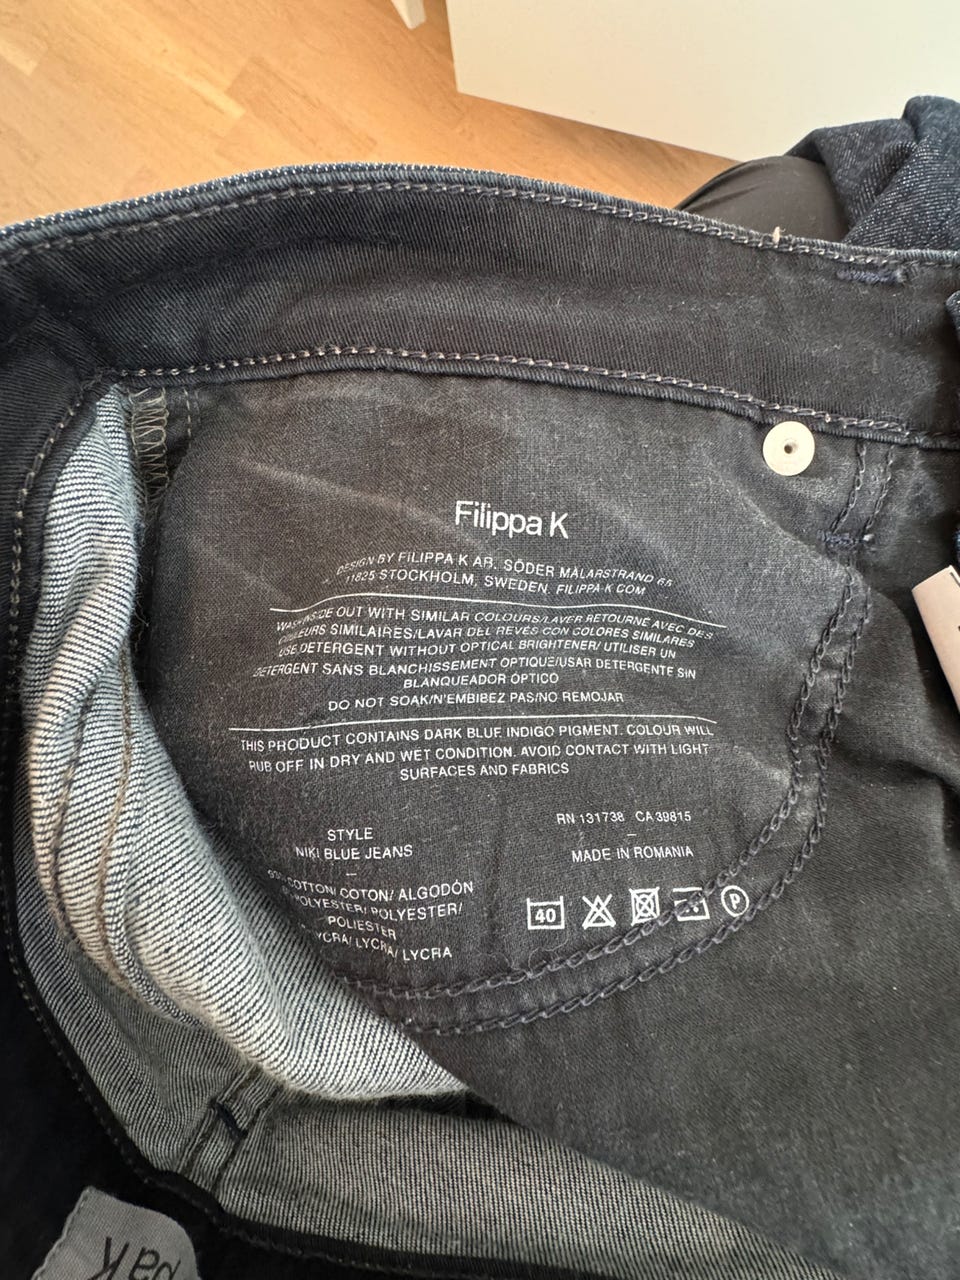 Filippa K
DESIGN BY FILIPPA K AB, SÖDER MÄLARSTRAND 65
11825 STOCKHOLM, SWEDEN. FILIPPA-K.COM
WASH INSIDE OUT WITH SIMILAR COLOURS/LAVER RETOURNE AVEC DES
COULEURS SIMILAIRES/LAVAR DEL REVÉS CON COLORES SIMILARES
USE DETERGENT WITHOUT OPTICAL BRIGHTENER/ UTILISER UN
DETERGENT SANS BLANCHISSEMENT OPTIQUE/USAR DETERGENTE SIN
BLANQUEADOR ÓPTICO
DO NOT SOAK/N'EMBIBEZ PAS/NO REMOJAR
THIS PRODUCT CONTAINS DARK BLUE INDIGO PIGMENT. COLOUR WILL
RUB OFF IN DRY AND WET CONDITION. AVOID CONTACT WITH LIGHT
SURFACES AND FABRICS
STYLE
NIKI BLUE JEANS
COTTON/ COTON/ ALGODÓN
POLYESTER/ POLYESTER/
POLIESTER
LYCRA/ LYCRA/ LYCRA
RN 131738 CA 39815
MADE IN ROMANIA
40
P